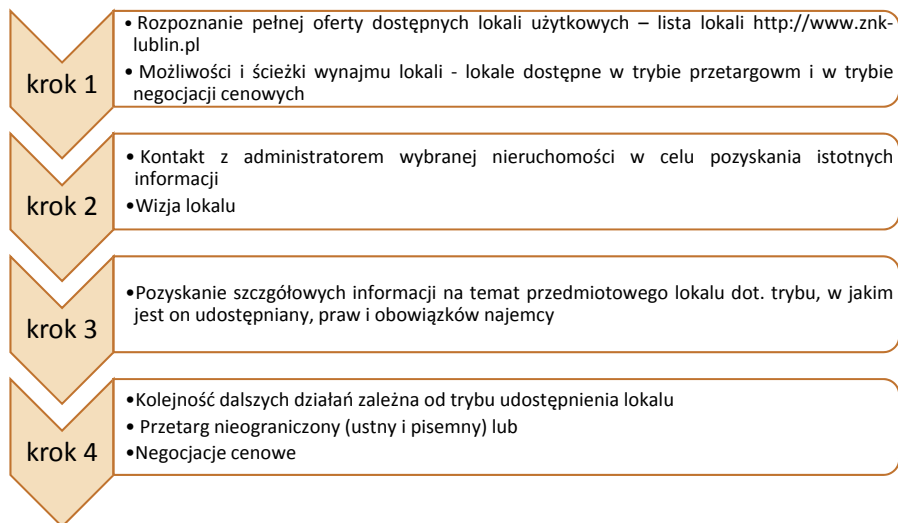 krok 1
• Rozpoznanie pełnej oferty dostępnych lokali użytkowych – lista lokali http://www.znk-
lublin.pl
• Możliwości i ścieżki wynajmu lokali - lokale dostępne w trybie przetargowm i w trybie
negocjacji cenowych
krok 2
• Kontakt z administratorem wybranej nieruchomości w celu pozyskania istotnych
informacji
•Wizja lokalu
krok 3
•Pozyskanie szczgółowych informacji na temat przedmiotowego lokalu dot. trybu, w jakim
jest on udostępniany, praw i obowiązków najemcy
krok 4
•Kolejność dalszych działań zależna od trybu udostępnienia lokalu
• Przetarg nieograniczony (ustny i pisemny) lub
•Negocjacje cenowe